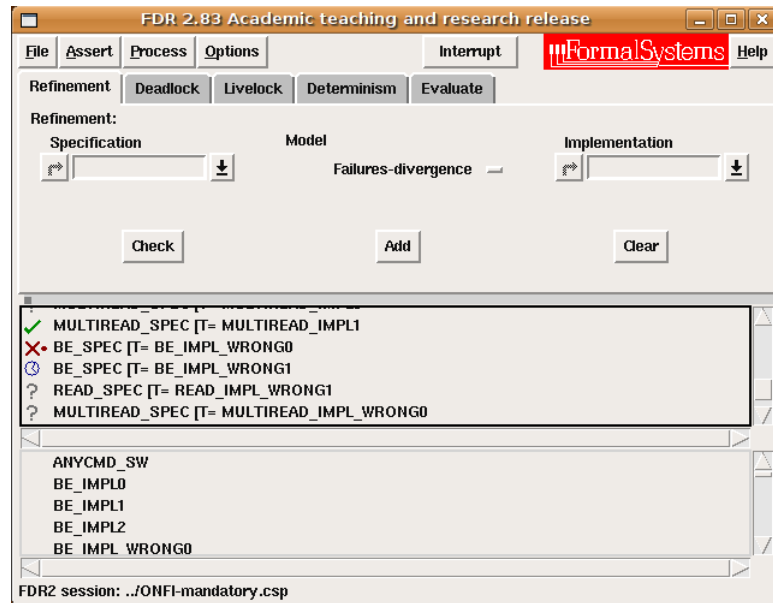 FDR 2.83 Academic teaching and research release
File Assert Process Options Interrupt FormalSystems Help
Refinement Deadlock Livelock Determinism Evaluate
Refinement:
Specification Model Implementation
Failures-divergence
Check Add Clear
MULTIREAD_SPEC [T= MULTIREAD_IMPL1
BE_SPEC [T= BE_IMPL_WRONG0
BE_SPEC [T= BE_IMPL_WRONG1
? READ_SPEC [T= READ_IMPL_WRONG1
? MULTIREAD_SPEC [T= MULTIREAD_IMPL_WRONG0
ANYCMD_SW
BE_IMPL0
BE_IMPL1
BE_IMPL2
BE_IMPL_WRONG0
FDR2 session: ../ONFI-mandatory.csp